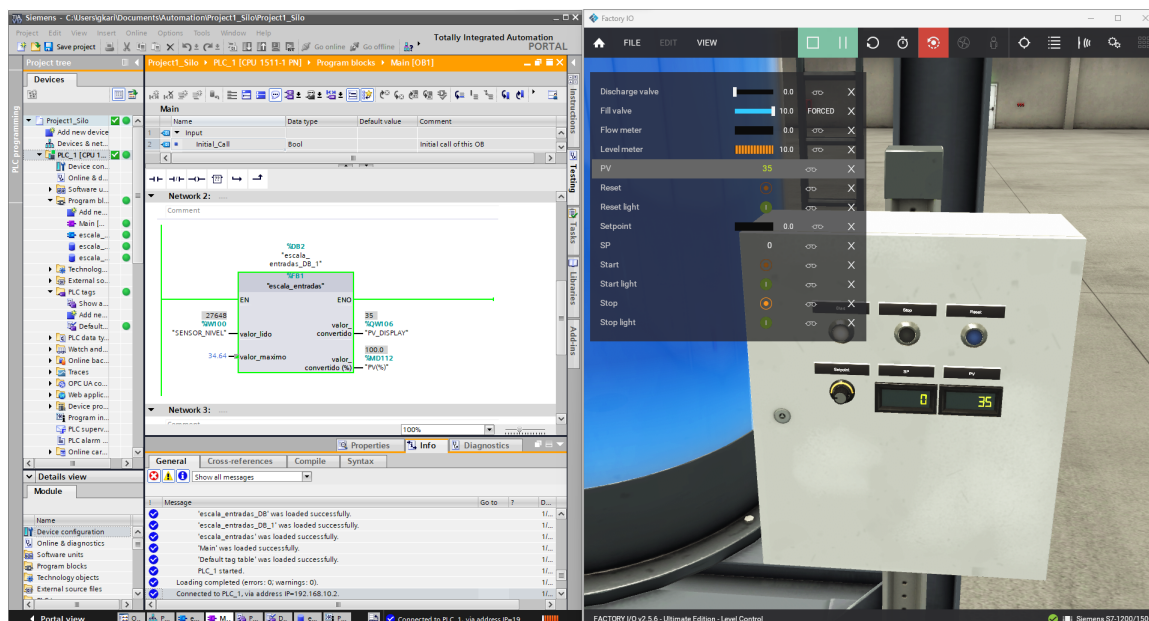 Siemens - C:\Users\gkari\Documents\Automation\Project1_Silo\Project1_Silo
Project Edit View Insert Online Options Tools Window Help
Totally Integrated Automation
PORTAL
Save project
Go online
Go offline
Project tree
Project1_Silo
PLC_1 [CPU 1511-1 PN]
Program blocks
Main [OB1]
Devices
PLC programming
Project1_Silo
Add new device
Devices & net...
PLC_1 [CPU 1...
Device con...
Online & d...
Software u...
Program bl...
Add ne...
Main [...
escala_...
escala_...
escala_...
Technolog...
External so...
PLC tags
Show a...
Add ne...
Default...
PLC data ty...
Watch and...
Online bac...
Traces
OPC UA co...
Web applic...
Device pro...
Program in...
PLC superv...
PLC alarm ...
Online car...
Details view
Module
Name
Device configuration
Online & diagnostics
Software units
Program blocks
Technology objects
External source files
Main
Name Data type Default value Comment
1 Input
2 Initial_Call Bool Initial call of this OB
Network 2:
Comment
%DB2
"escala_
entradas_DB_1"
%FB1
"escala_entradas"
EN ENO
27648
%IW100
"SENSOR_NIVEL"
valor_lido
34.64
valor_maximo
valor_
convertido
35
%QW106
"PV_DISPLAY"
valor_
convertido (%)
100.0
%MD112
"PV(%)"
Network 3:
100%
Instructions
Testing
Tasks
Libraries
Add-ins
Properties
Info
Diagnostics
General Cross-references Compile Syntax
Show all messages
! Message Go to ? D...
'escala_entradas_DB' was loaded successfully. 1/...
'escala_entradas_DB_1' was loaded successfully. 1/...
'escala_entradas' was loaded successfully. 1/...
'Main' was loaded successfully. 1/...
'Default tag table' was loaded successfully. 1/...
PLC_1 started. 1/...
Loading completed (errors: 0; warnings: 0). 1/...
Connected to PLC_1, via address IP=192.168.10.2. 1/...
Portal view
Connected to PLC_1, via address IP=19...
Factory IO
FILE EDIT VIEW
Discharge valve 0.0 X
Fill valve 10.0 FORCED X
Flow meter 0.0 X
Level meter 10.0 X
PV 35 X
Reset X
Reset light X
Setpoint 0.0 X
SP 0 X
Start X
Start light X
Stop X
Stop light X
Stop
Reset
Setpoint
SP
PV
0
35
FACTORY I/O v2.5.6 - Ultimate Edition - Level Control
Siemens S7-1200/150